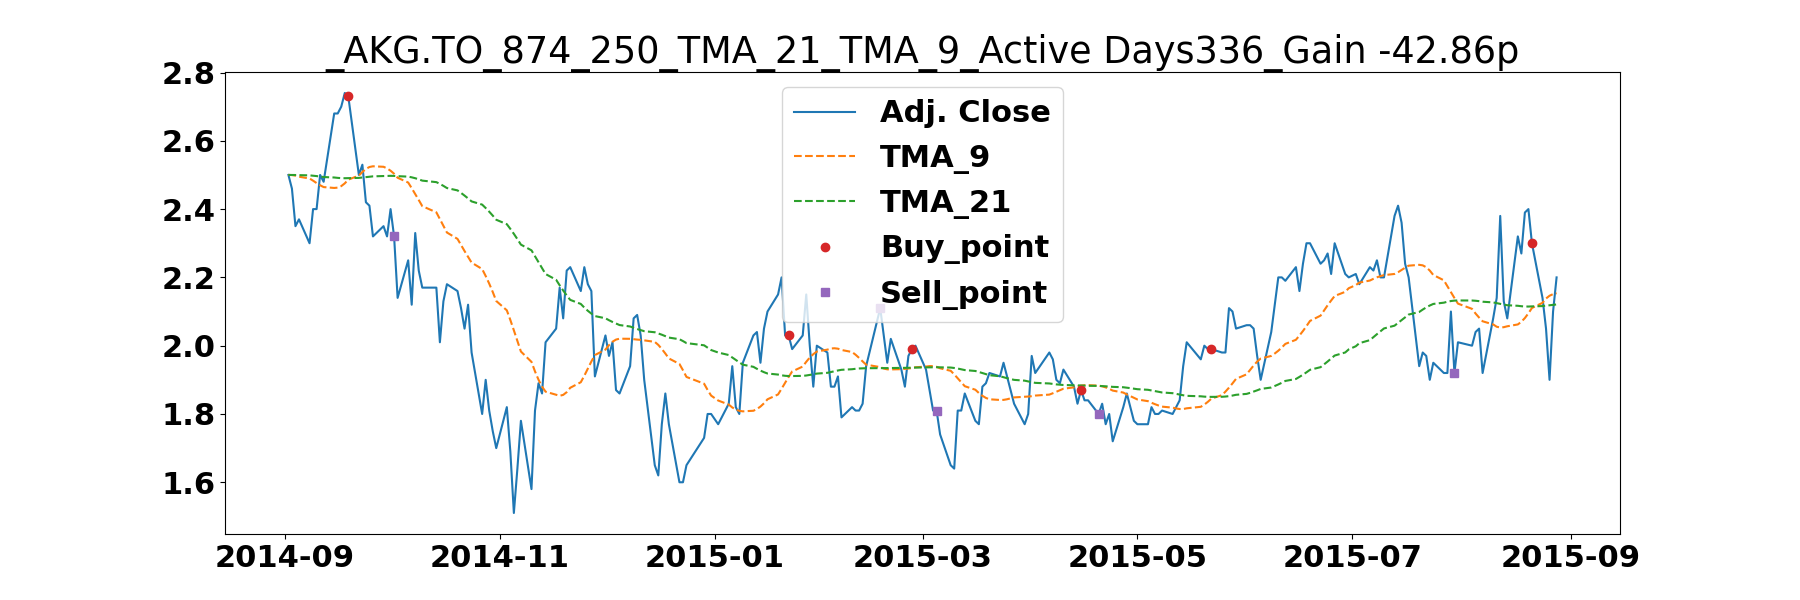 _AKG.TO_874_250_TMA_21_TMA_9_Active Days336_Gain -42.86p
2.8
2.6
2.4
2.2
2.0
1.8
1.6
Adj. Close
TMA_9
TMA_21
Buy_point
Sell_point
2014-09 2014-11 2015-01 2015-03 2015-05 2015-07 2015-09